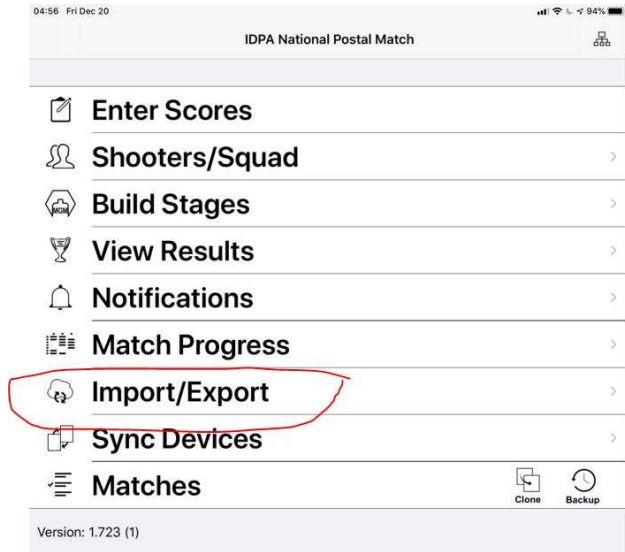 04:56 Fri Dec 20
94%
IDPA National Postal Match
Enter Scores
Shooters/Squad
MGM
Build Stages
View Results
Notifications
Match Progress
Import/Export
Sync Devices
Matches
Clone
Backup
Version: 1.723 (1)